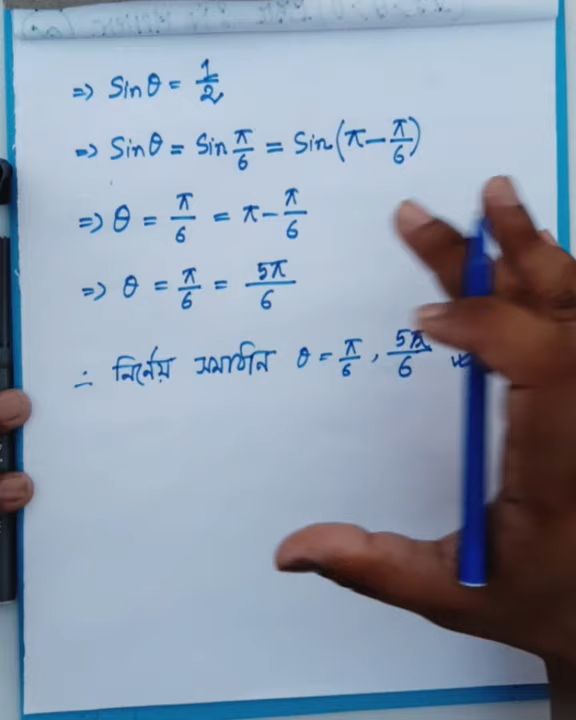 => Sinθ = 1/2
=> Sinθ = Sin π/6 = Sin(π - π/6)
=> θ = π/6 = π - π/6
=> θ = π/6 = 5π/6
∴ নির্নেয় সমাধান θ = π/6, 5π/6